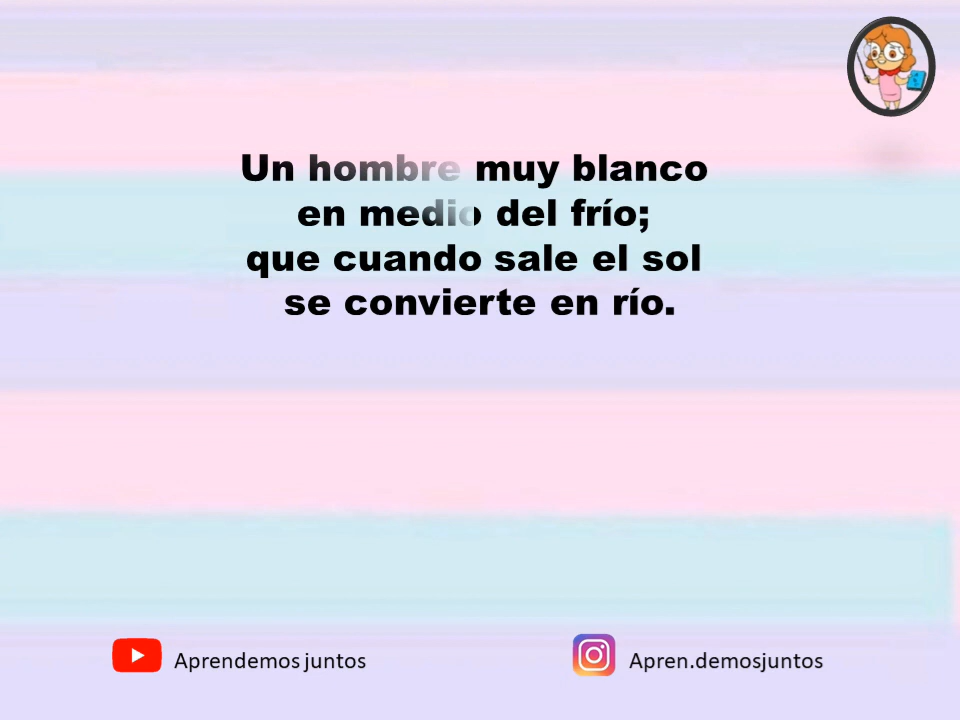 Un hombre muy blanco
en medio del frío;
que cuando sale el sol
se convierte en río.
Aprendemos juntos
Apren.demosjuntos